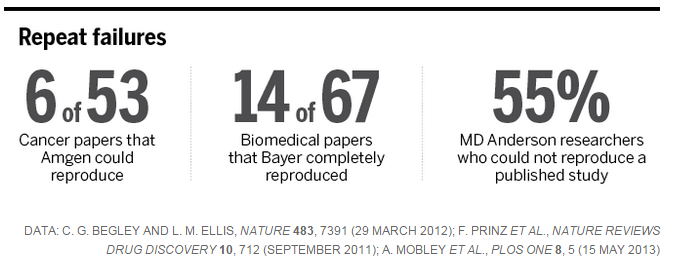 Repeat failures
6 of 53
Cancer papers that
Amgen could
reproduce
14 of 67
Biomedical papers
that Bayer completely
reproduced
55%
MD Anderson researchers
who could not reproduce a
published study
DATA: C. G. BEGLEY AND L. M. ELLIS, NATURE 483, 7391 (29 MARCH 2012); F. PRINZ ET AL., NATURE REVIEWS
DRUG DISCOVERY 10, 712 (SEPTEMBER 2011); A. MOBLEY ET AL., PLOS ONE 8, 5 (15 MAY 2013)